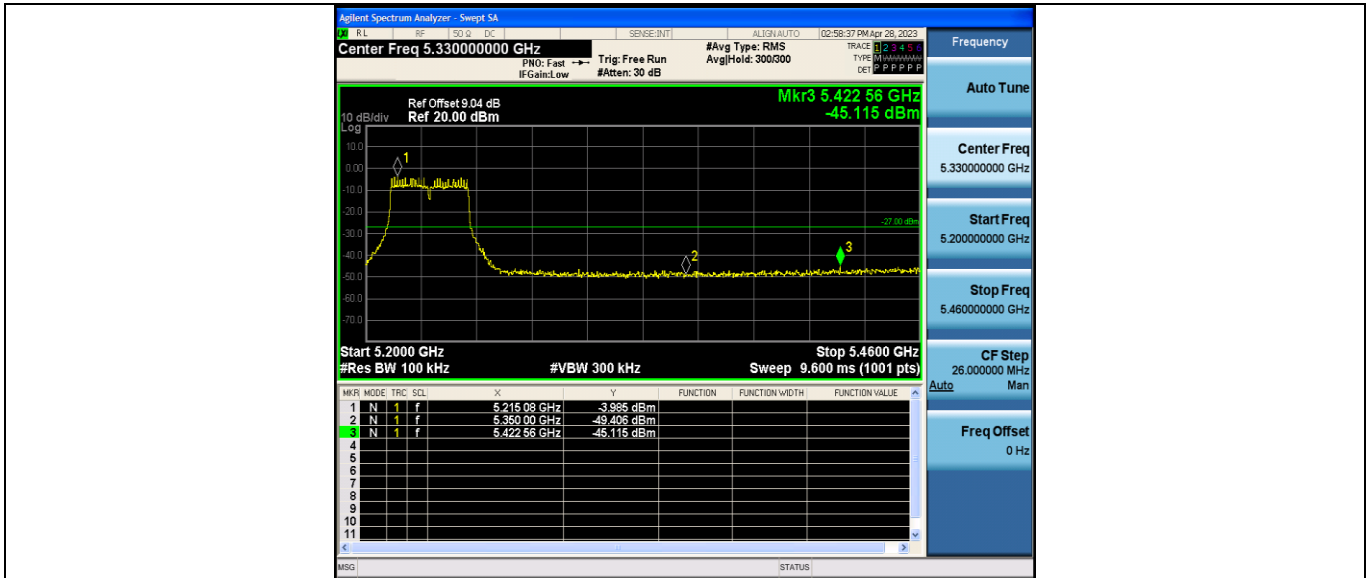 Agilent Spectrum Analyzer - Swept SA
LXI RL RF 50 Ω DC SENSE:INT ALIGN AUTO 02:58:37 PM Apr 28, 2023
Center Freq 5.330000000 GHz
PNO: Fast
IFGain:Low
Trig: Free Run
#Atten: 30 dB
#Avg Type: RMS
Avg|Hold: 300/300
TRACE 1 2 3 4 5 6
TYPE M
DET P P P P P P
Mkr3 5.422 56 GHz
-45.115 dBm
Ref Offset 9.04 dB
10 dB/div Ref 20.00 dBm
Log
10.0
0.00
-10.0
-20.0
-30.0
-40.0
-50.0
-60.0
-70.0
1
2
3
-27.00 dBm
Start 5.2000 GHz Stop 5.4600 GHz
#Res BW 100 kHz #VBW 300 kHz Sweep 9.600 ms (1001 pts)
MKR MODE TRC SCL X Y FUNCTION FUNCTION WIDTH FUNCTION VALUE
1 N 1 f 5.215 08 GHz -3.985 dBm
2 N 1 f 5.350 00 GHz -49.406 dBm
3 N 1 f 5.422 56 GHz -45.115 dBm
4
5
6
7
8
9
10
11
MSG STATUS
Frequency
Auto Tune
Center Freq
5.330000000 GHz
Start Freq
5.200000000 GHz
Stop Freq
5.460000000 GHz
CF Step
26.000000 MHz
Auto Man
Freq Offset
0 Hz